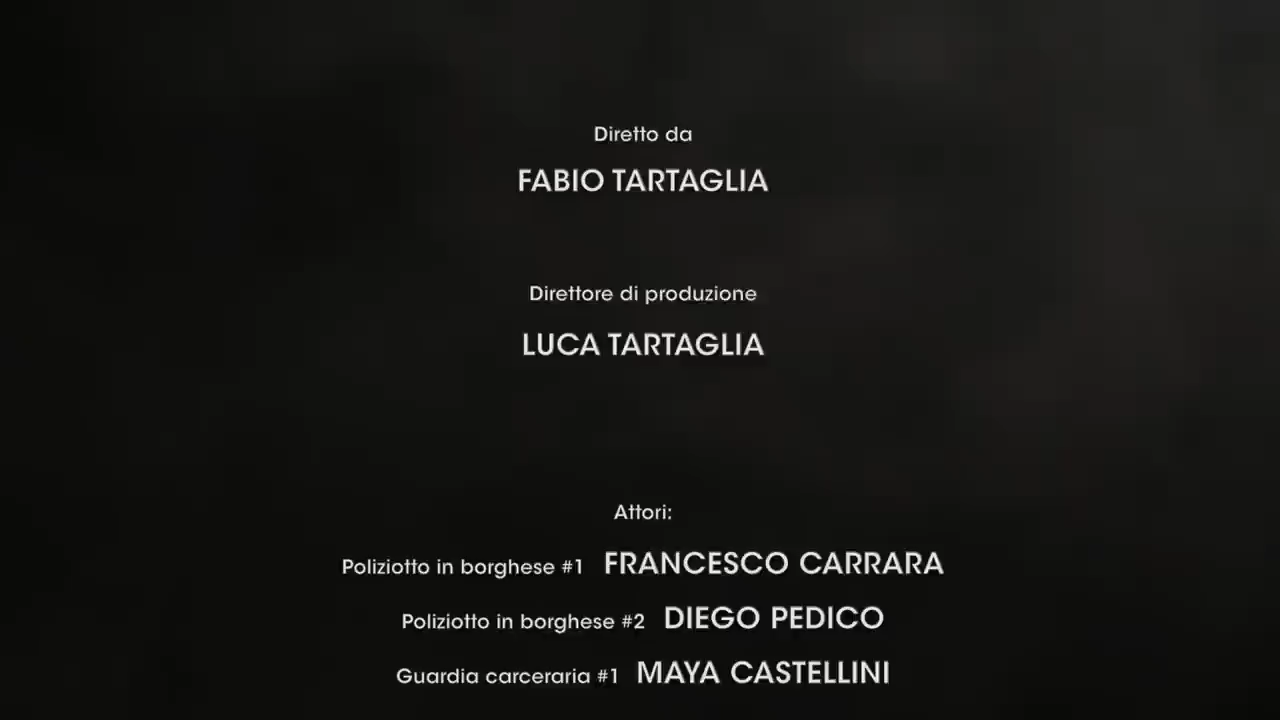 Diretto da
FABIO TARTAGLIA
Direttore di produzione
LUCA TARTAGLIA
Attori:
Poliziotto in borghese #1 FRANCESCO CARRARA
Poliziotto in borghese #2 DIEGO PEDICO
Guardia carceraria #1 MAYA CASTELLINI